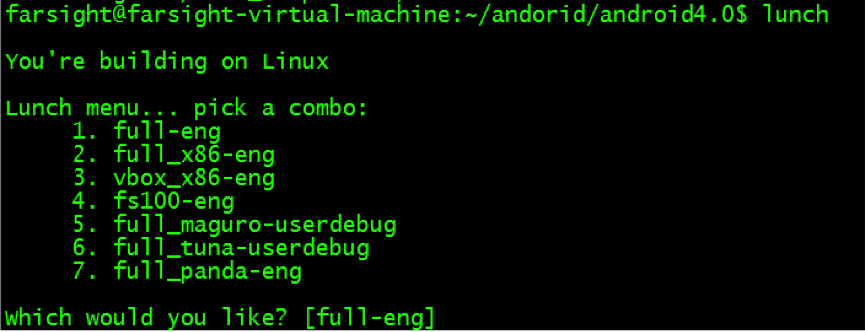 farsight@farsight-virtual-machine:~/andorid/android4.0$ lunch
You're building on Linux
Lunch menu... pick a combo:
1. full-eng
2. full_x86-eng
3. vbox_x86-eng
4. fs100-eng
5. full_maguro-userdebug
6. full_tuna-userdebug
7. full_panda-eng
Which would you like? [full-eng]